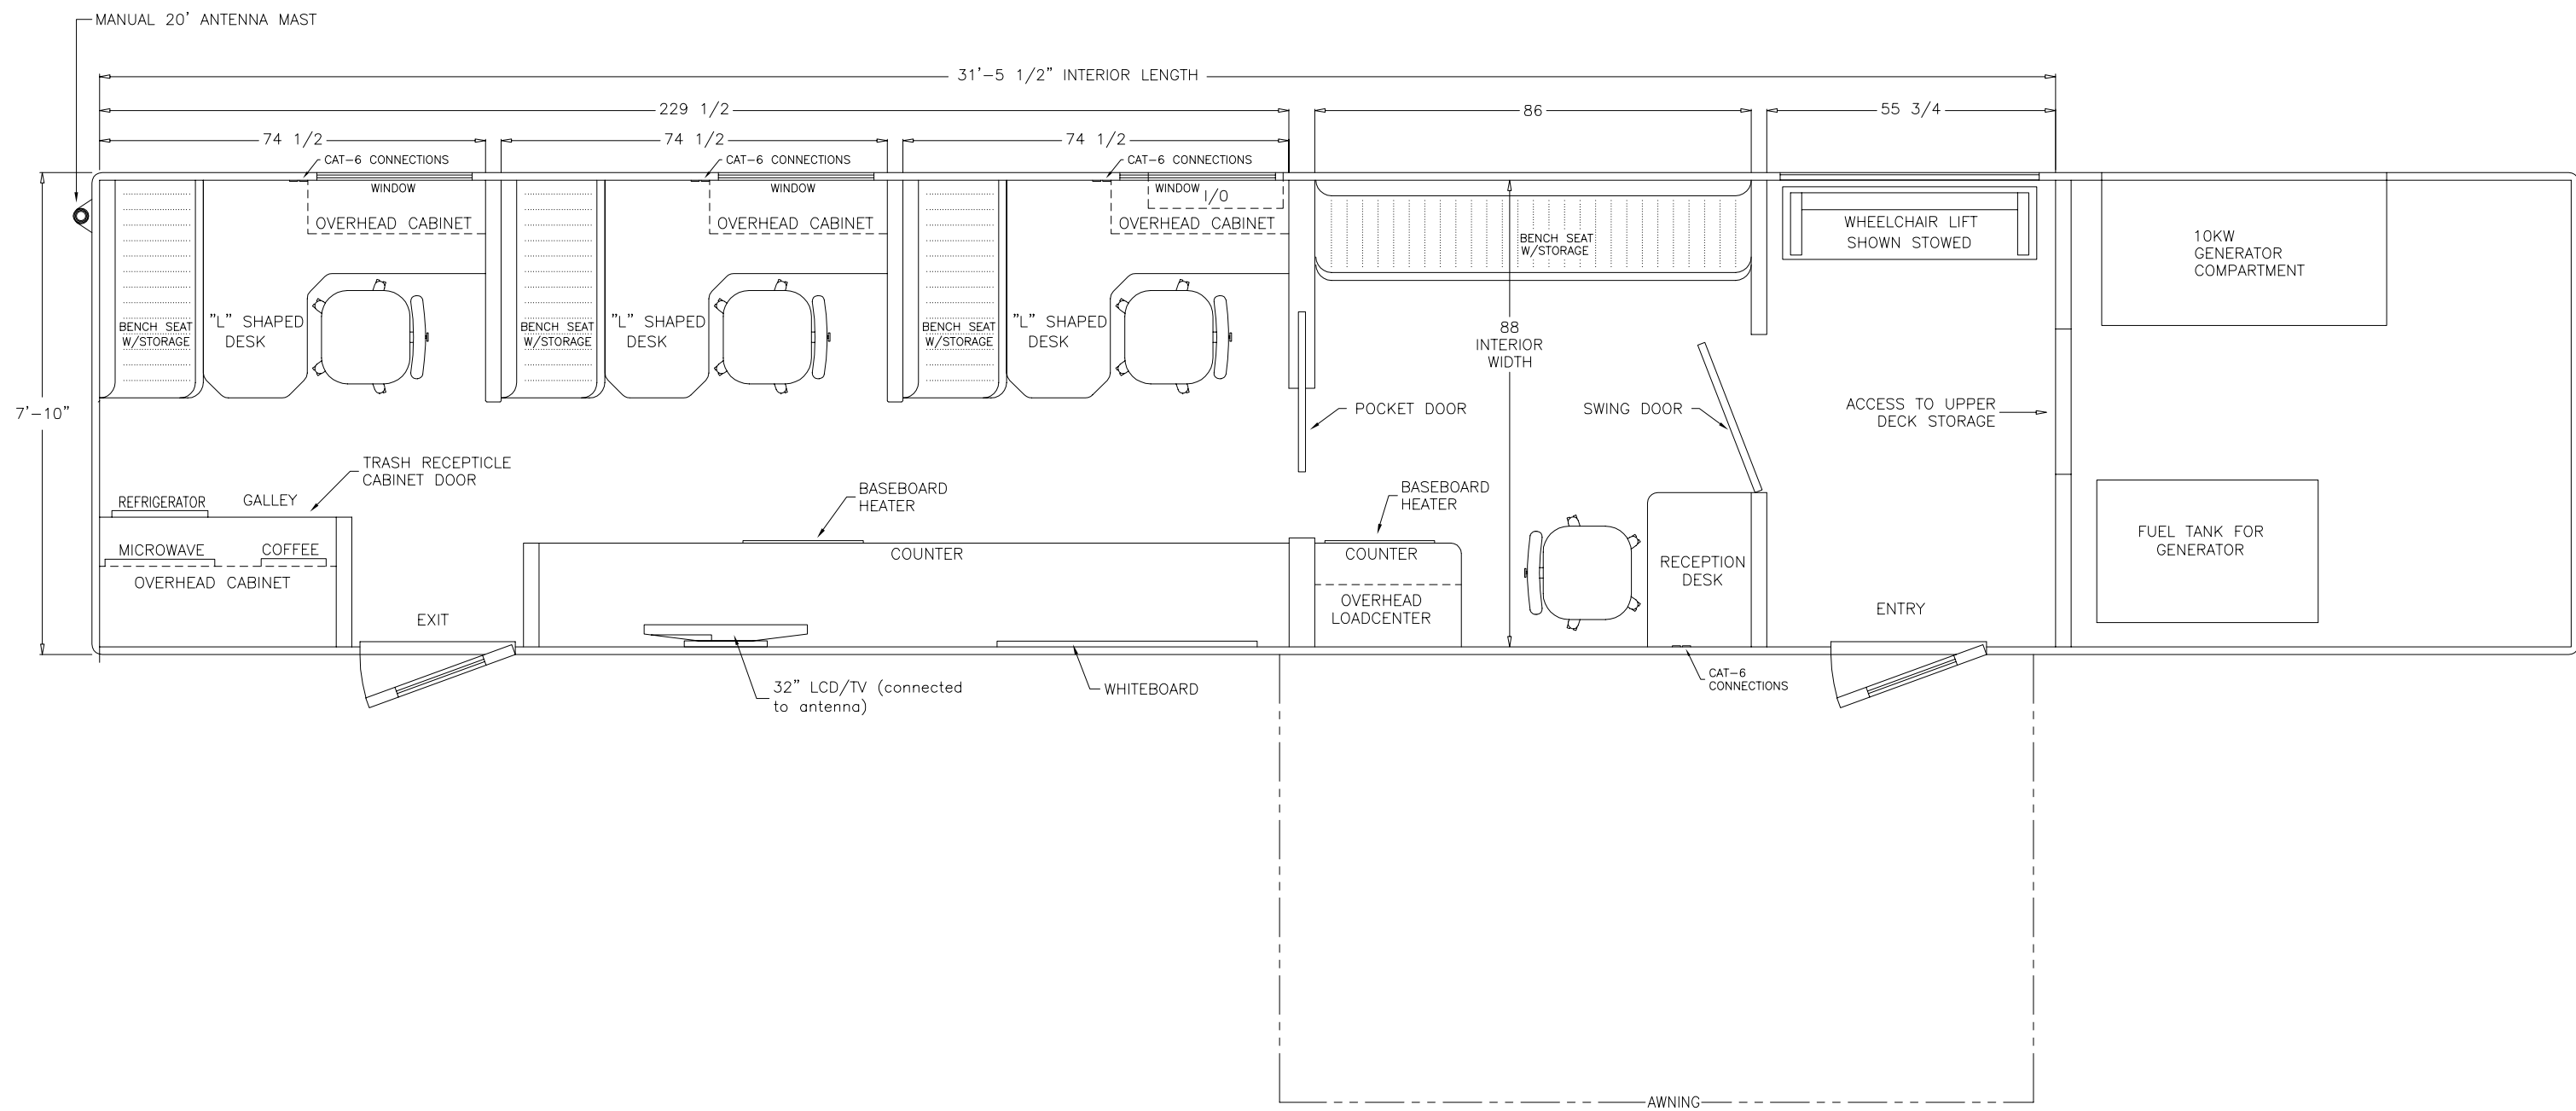 MANUAL 20' ANTENNA MAST
31'-5 1/2" INTERIOR LENGTH
229 1/2
86
55 3/4
74 1/2
74 1/2
74 1/2
CAT-6 CONNECTIONS
CAT-6 CONNECTIONS
CAT-6 CONNECTIONS
WINDOW
WINDOW
WINDOW
I/O
OVERHEAD CABINET
OVERHEAD CABINET
OVERHEAD CABINET
BENCH SEAT
W/STORAGE
WHEELCHAIR LIFT
SHOWN STOWED
10KW
GENERATOR
COMPARTMENT
BENCH SEAT
W/STORAGE
"L" SHAPED
DESK
BENCH SEAT
W/STORAGE
"L" SHAPED
DESK
BENCH SEAT
W/STORAGE
"L" SHAPED
DESK
88
INTERIOR
WIDTH
7'-10"
POCKET DOOR
SWING DOOR
ACCESS TO UPPER
DECK STORAGE
TRASH RECEPTICLE
CABINET DOOR
REFRIGERATOR
GALLEY
BASEBOARD
HEATER
BASEBOARD
HEATER
MICROWAVE
COFFEE
OVERHEAD CABINET
COUNTER
COUNTER
OVERHEAD
LOADCENTER
RECEPTION
DESK
FUEL TANK FOR
GENERATOR
EXIT
ENTRY
32" LCD/TV (connected
to antenna)
WHITEBOARD
CAT-6
CONNECTIONS
AWNING